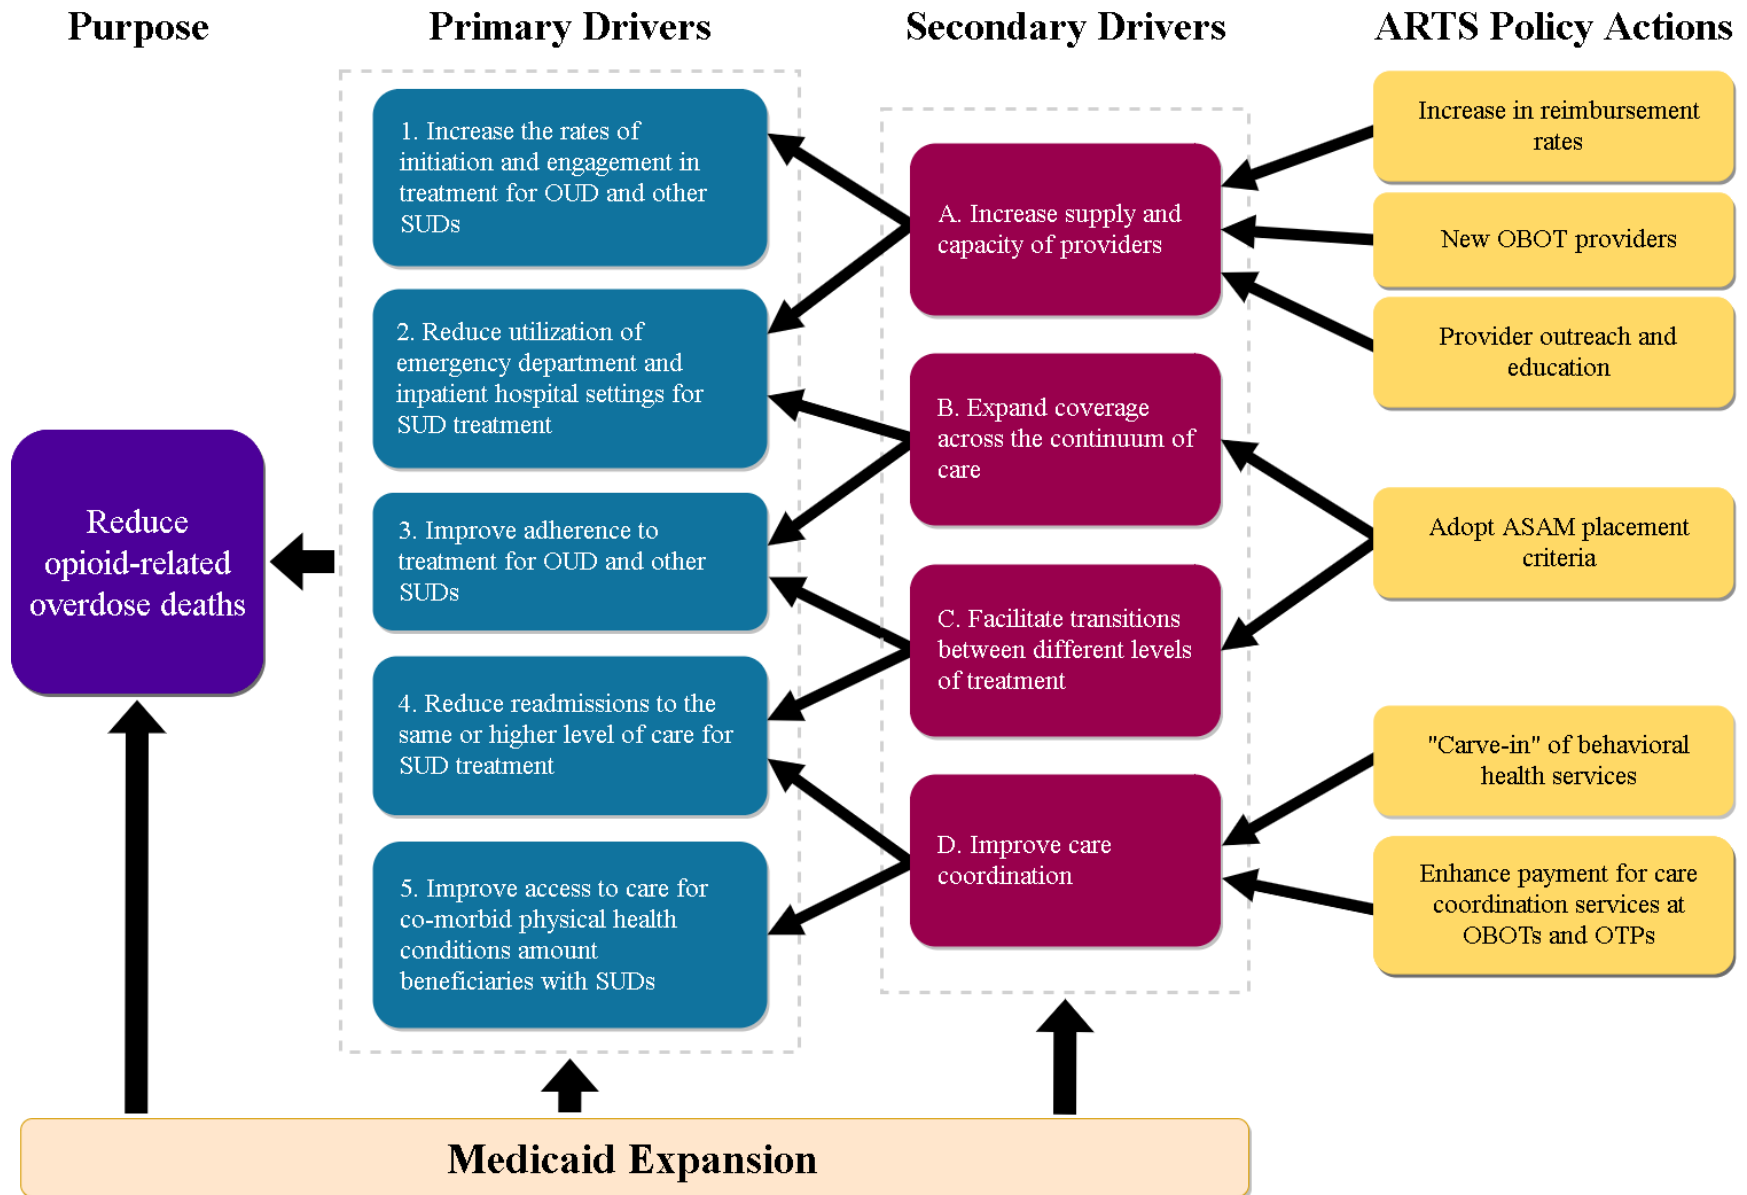 Purpose
Primary Drivers
Secondary Drivers
ARTS Policy Actions
Reduce
opioid-related
overdose deaths
1. Increase the rates of
initiation and engagement in
treatment for OUD and other
SUDs
2. Reduce utilization of
emergency department and
inpatient hospital settings for
SUD treatment
3. Improve adherence to
treatment for OUD and other
SUDs
4. Reduce readmissions to the
same or higher level of care for
SUD treatment
5. Improve access to care for
co-morbid physical health
conditions amount
beneficiaries with SUDs
A. Increase supply and
capacity of providers
B. Expand coverage
across the continuum of
care
C. Facilitate transitions
between different levels
of treatment
D. Improve care
coordination
Increase in reimbursement
rates
New OBOT providers
Provider outreach and
education
Adopt ASAM placement
criteria
"Carve-in" of behavioral
health services
Enhance payment for care
coordination services at
OBOTs and OTPs
Medicaid Expansion